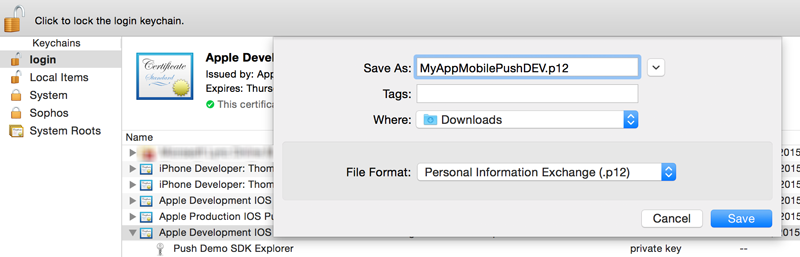 Click to lock the login keychain.
Keychains
login
Local Items
System
Sophos
System Roots
Certificate
Standard
Apple Devel
Issued by: App
Expires: Thurs
This certifica
Save As: MyAppMobilePushDEV.p12
Tags:
Where: Downloads
File Format: Personal Information Exchange (.p12)
Cancel Save
Name
2015
iPhone Developer: Thom 2015
iPhone Developer: Thom 2015
Apple Development IOS 2015
Apple Production IOS Pu 2015
Apple Development IOS 2015
Push Demo SDK Explorer private key --